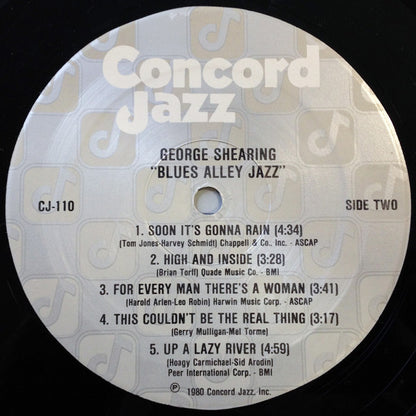 Concord
Jazz
GEORGE SHEARING
"BLUES ALLEY JAZZ"
CJ-110
SIDE TWO
1. SOON IT'S GONNA RAIN (4:34)
(Tom Jones-Harvey Schmidt) Chappell & Co. Inc. - ASCAP
2. HIGH AND INSIDE (3:28)
(Brian Torff) Quade Music Co. - BMI
3. FOR EVERY MAN THERE'S A WOMAN (3:41)
(Harold Arlen-Leo Robin) Harwin Music Corp. - ASCAP
4. THIS COULDN'T BE THE REAL THING (3:17)
(Gerry Mulligan-Mel Torme)
5. UP A LAZY RIVER (4:59)
(Hoagy Carmichael-Sid Arodin)
Peer International Corp. - BMI
℗ 1980 Concord Jazz, Inc.